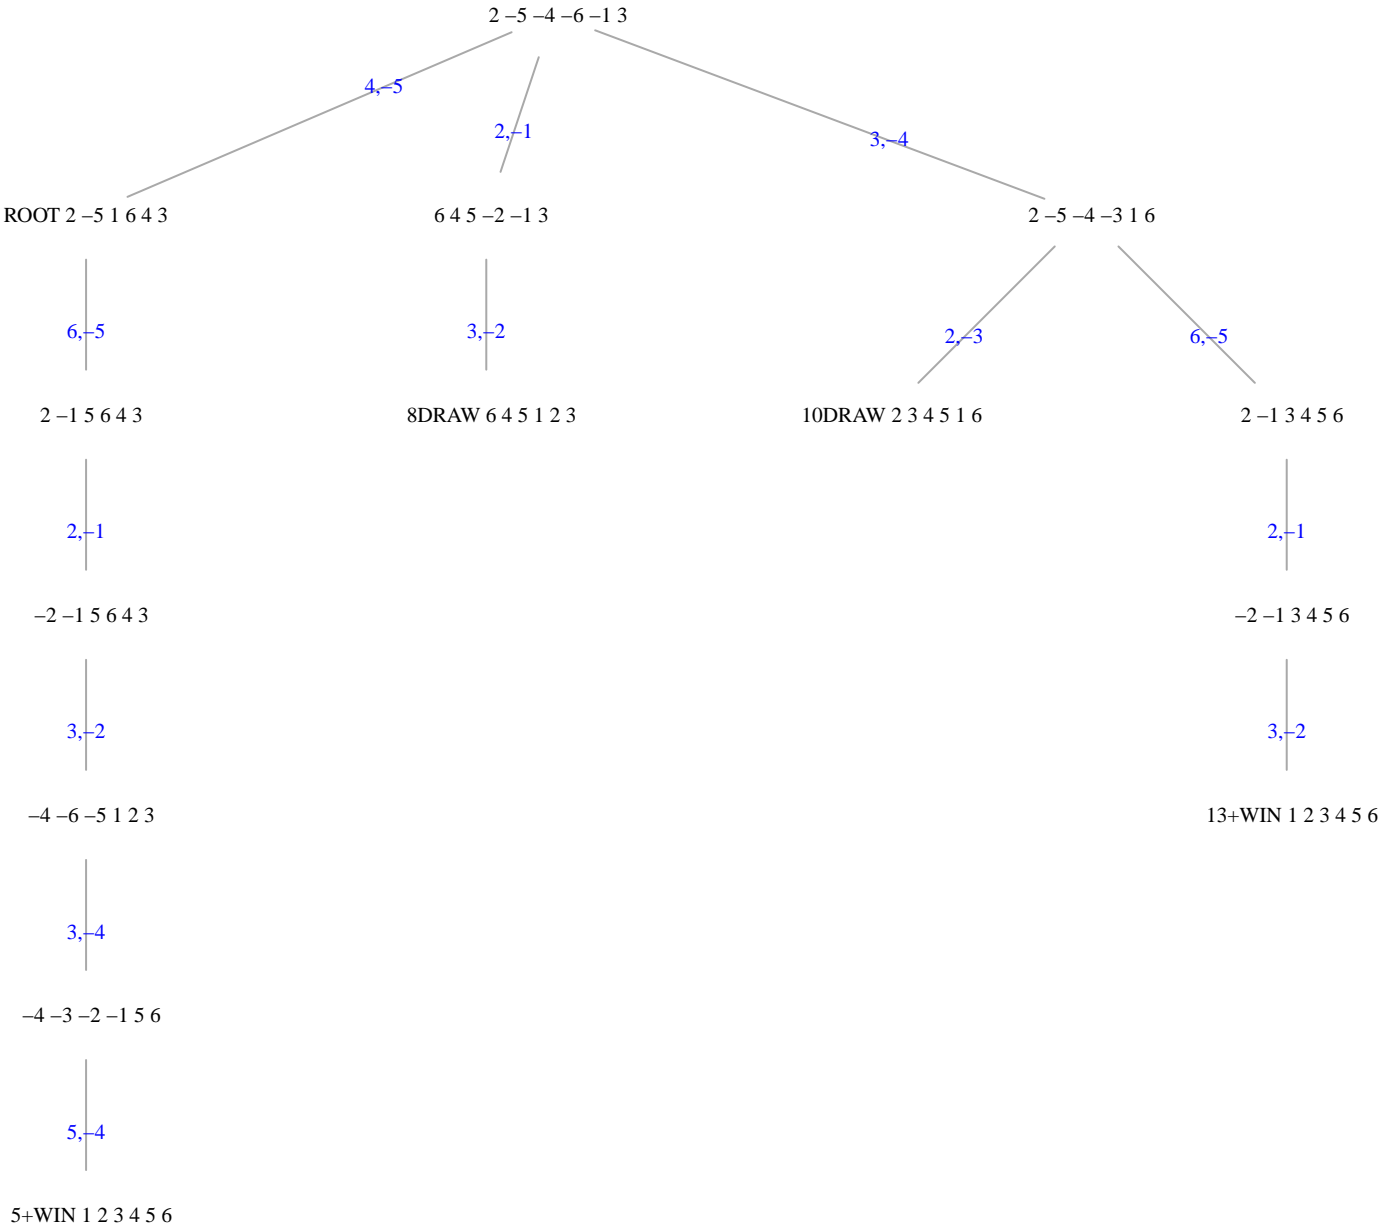 2 –5 –4 –6 –1 3
4,–5
2,–1
3,–4
ROOT 2 –5 1 6 4 3
6 4 5 –2 –1 3
2 –5 –4 –3 1 6
6,–5
3,–2
2,–3
6,–5
2 –1 5 6 4 3
8DRAW 6 4 5 1 2 3
10DRAW 2 3 4 5 1 6
2 –1 3 4 5 6
2,–1
2,–1
–2 –1 5 6 4 3
–2 –1 3 4 5 6
3,–2
3,–2
–4 –6 –5 1 2 3
13+WIN 1 2 3 4 5 6
3,–4
–4 –3 –2 –1 5 6
5,–4
5+WIN 1 2 3 4 5 6